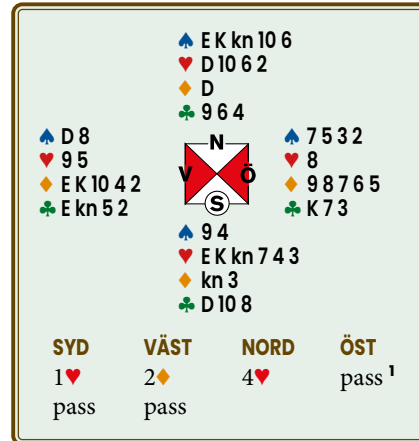 ♠ E K kn 10 6
♥ D 10 6 2
♦ D
♣ 9 6 4
♠ D 8
♥ 9 5
♦ E K 10 4 2
♣ E kn 5 2
N
V Ö
S
♠ 7 5 3 2
♥ 8
♦ 9 8 7 6 5
♣ K 7 3
♠ 9 4
♥ E K kn 7 4 3
♦ kn 3
♣ D 10 8
SYD VÄST NORD ÖST
1♥ 2♦ 4♥ pass ¹
pass pass